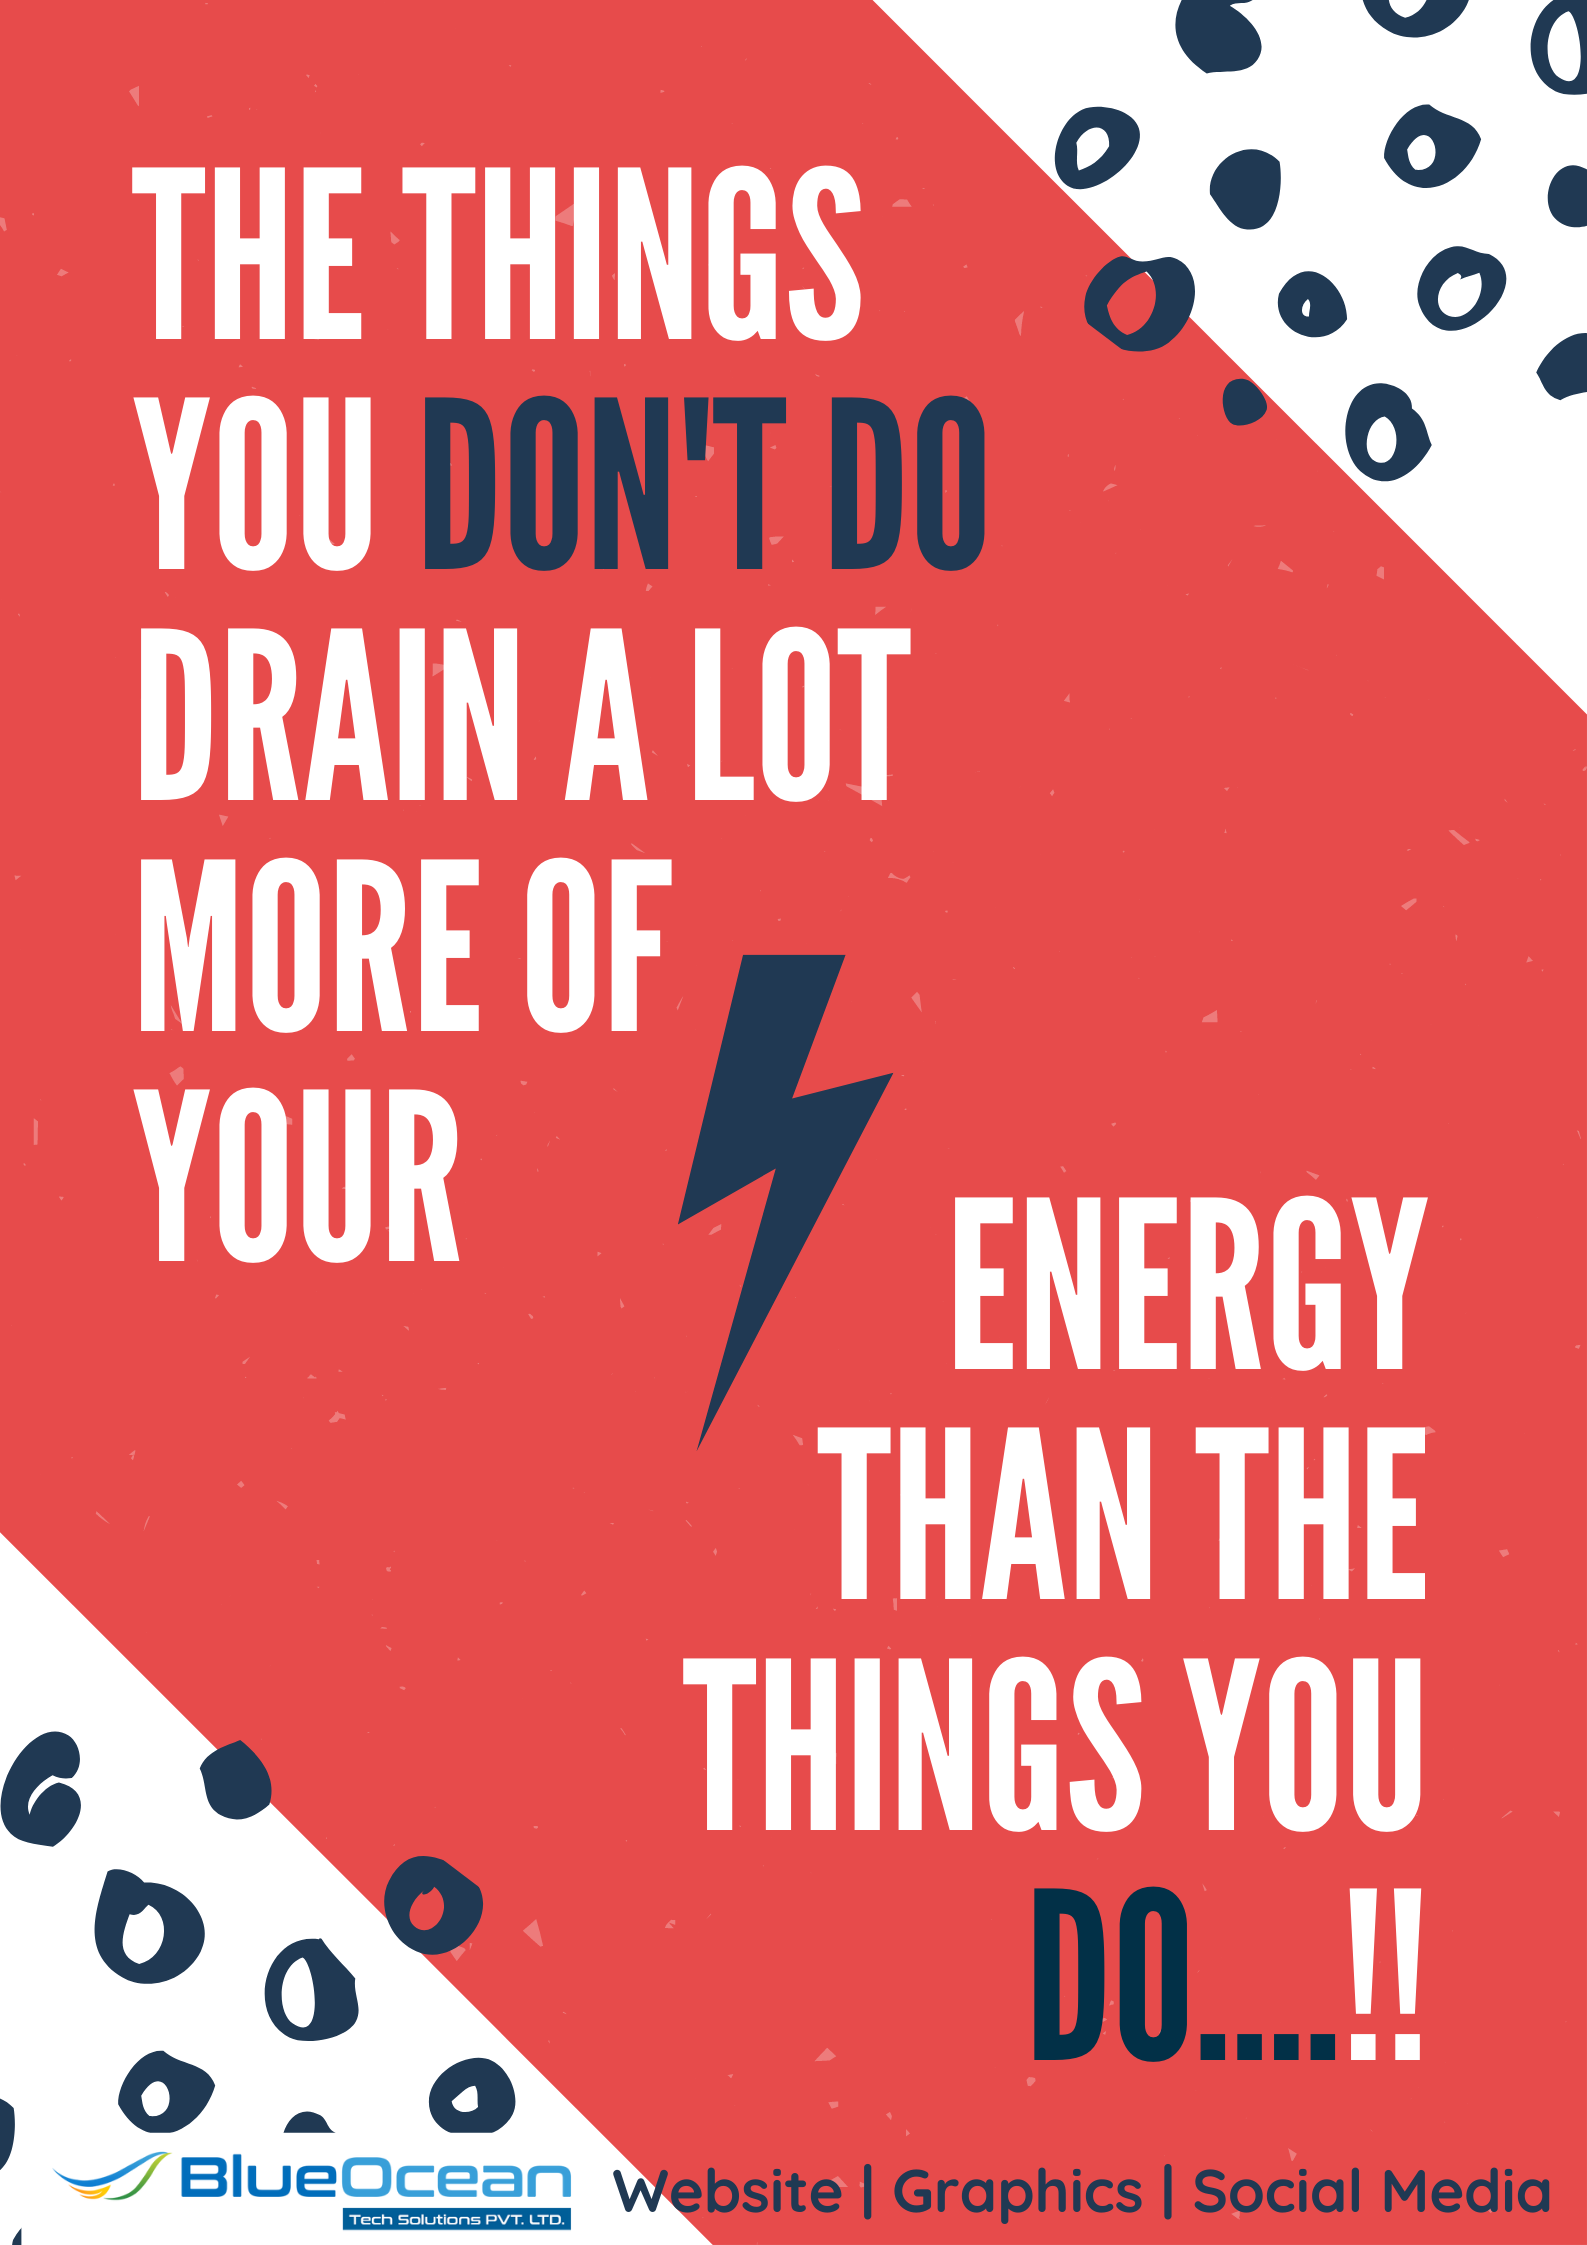 THE THINGS
YOU DON'T DO
DRAIN A LOT
MORE OF
YOUR
ENERGY
THAN THE
THINGS YOU
DO....!!
BlueOcean
Tech Solutions PVT. LTD.
Website | Graphics | Social Media